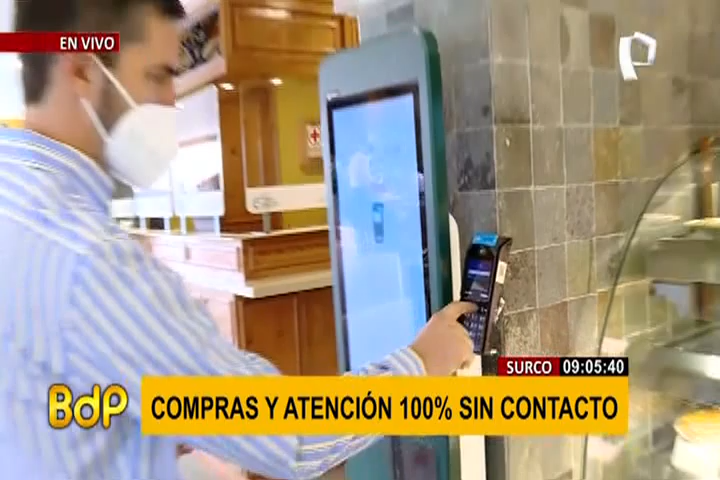 EN VIVO
SURCO 09:05:40
BdP COMPRAS Y ATENCIÓN 100% SIN CONTACTO